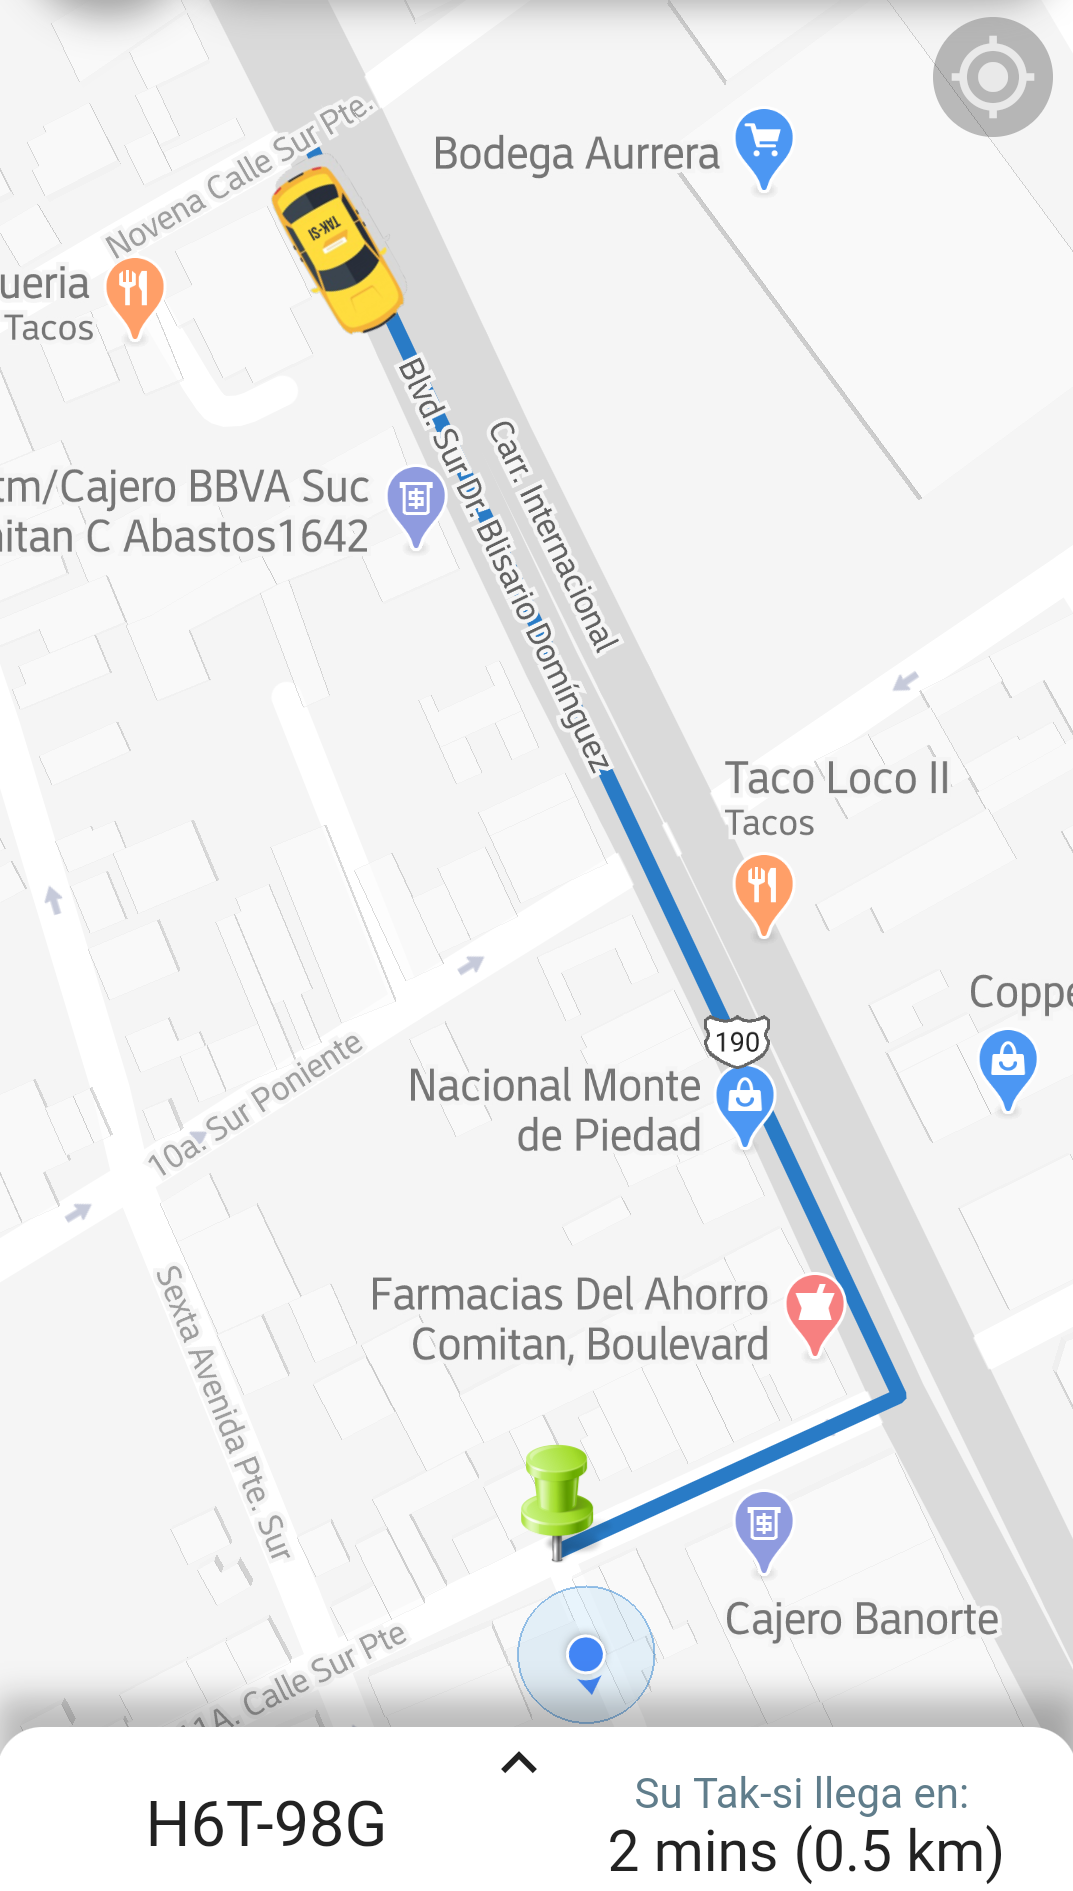 Novena Calle Sur Pte.
Bodega Aurrera
TAK-SI
ueria
Tacos
Blvd. Sur Dr. Blisario Domínguez
Carr. Internacional
tm/Cajero BBVA Suc
itan C Abastos1642
Taco Loco II
Tacos
Coppe
190
10a. Sur Poniente
Nacional Monte
de Piedad
Sexta Avenida Pte. Sur
Farmacias Del Ahorro
Comitan, Boulevard
Cajero Banorte
1A. Calle Sur Pte
H6T-98G
Su Tak-si llega en:
2 mins (0.5 km)